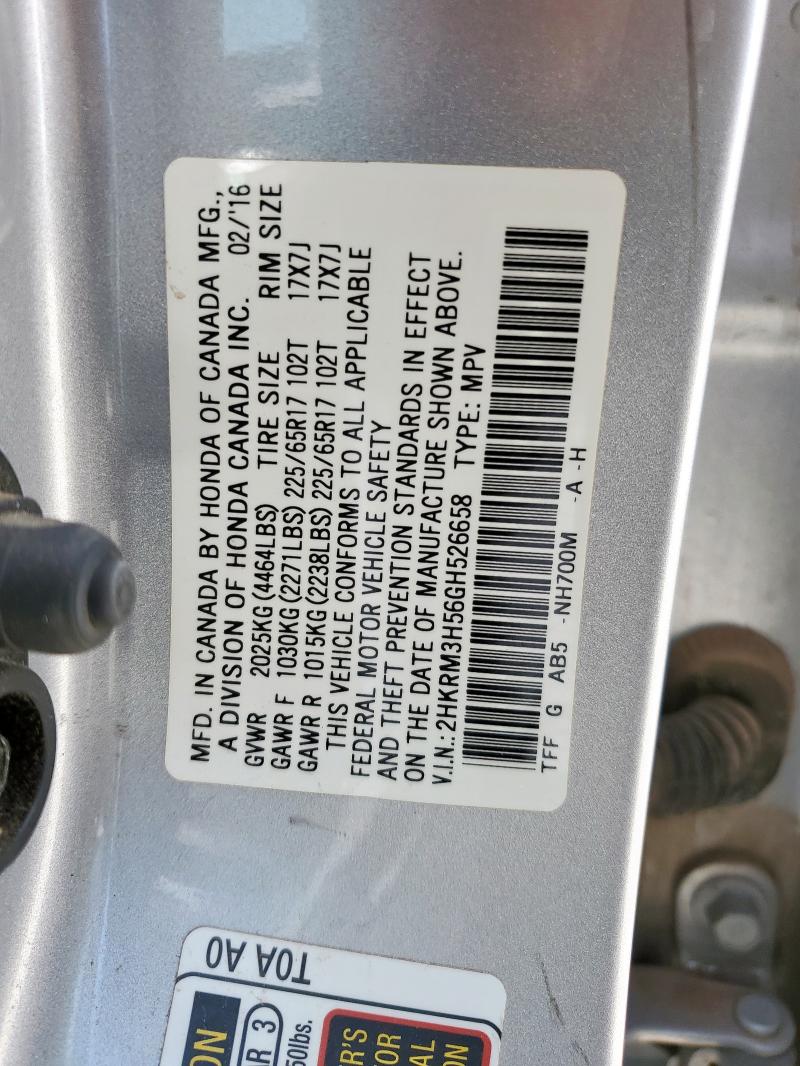 MFD. IN CANADA BY HONDA OF CANADA MFG.,
A DIVISION OF HONDA CANADA INC. 02/'16
GVWR 2025KG(4464LBS) TIRE SIZE RIM SIZE
GAWR F 1030KG(2271LBS) 225/65R17 102T 17X7J
GAWR R 1015KG(2238LBS) 225/65R17 102T 17X7J
THIS VEHICLE CONFORMS TO ALL APPLICABLE
FEDERAL MOTOR VEHICLE SAFETY
AND THEFT PREVENTION STANDARDS IN EFFECT
ON THE DATE OF MANUFACTURE SHOWN ABOVE.
V.I.N.: 2HKRM3H56GH526658 TYPE: MPV
TFF G AB5 -NH700M -A -H
T0A A0
50lbs.